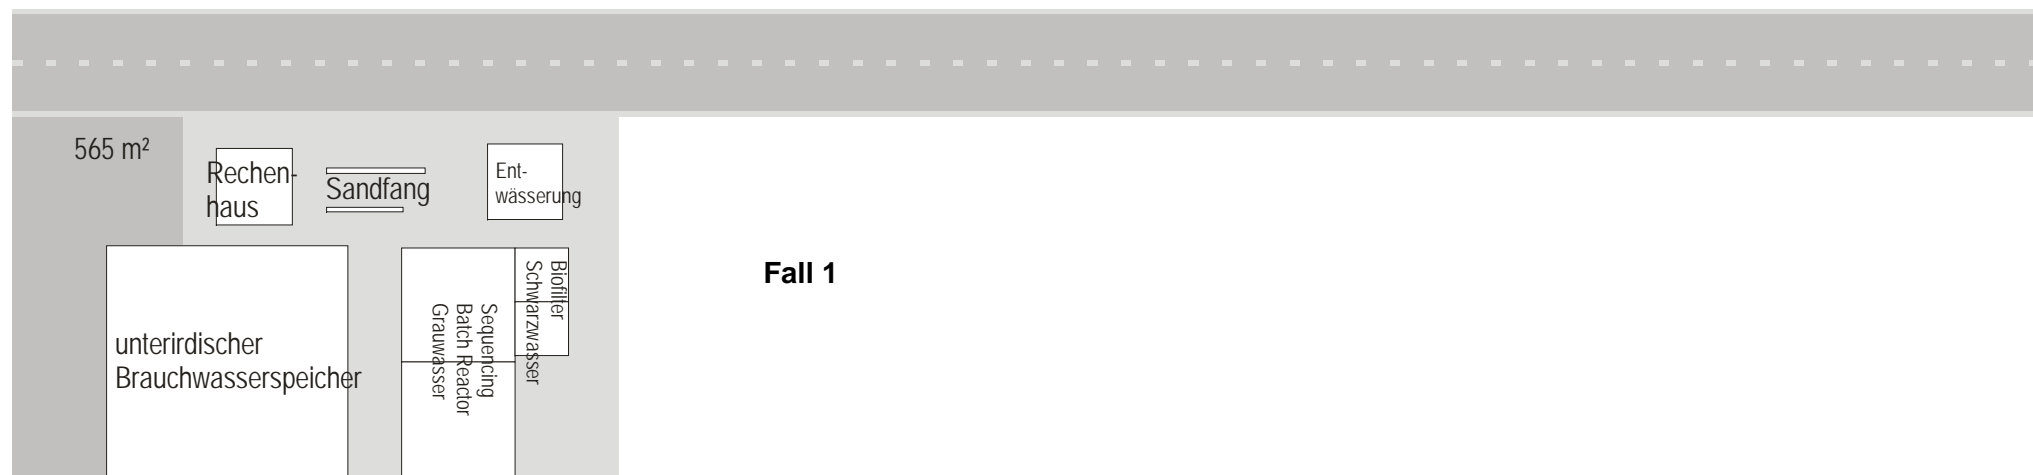 565 m²
Rechen-
haus
Sandfang
Ent-
wässerung
Fall 1
unterirdischer
Brauchwasserspeicher
Sequencing
Batch Reactor
Grauwasser
Biofilter
Schwarzwasser